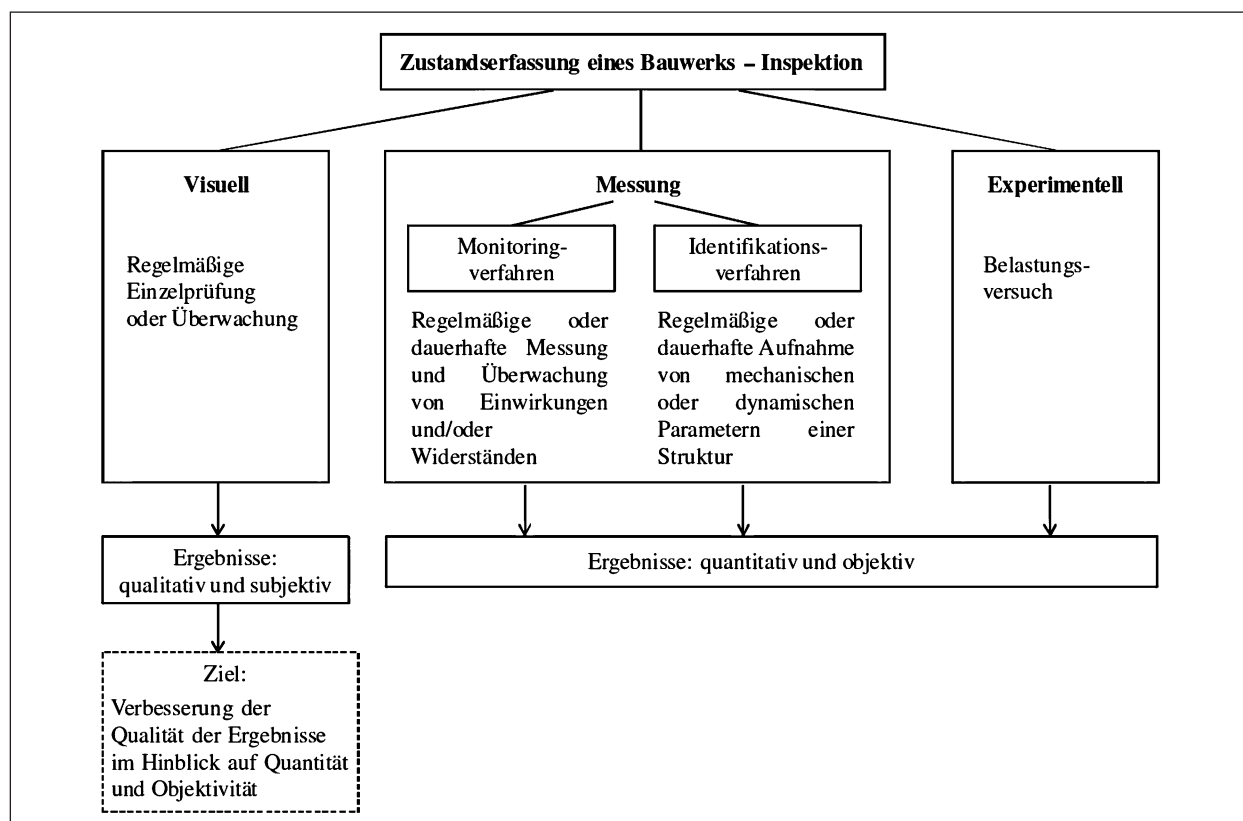 Zustandserfassung eines Bauwerks – Inspektion
Visuell
Regelmäßige
Einzelprüfung
oder Überwachung
Messung
Monitoring-
verfahren
Regelmäßige oder
dauerhafte Messung
und Überwachung
von Einwirkungen
und/oder
Widerständen
Identifikations-
verfahren
Regelmäßige oder
dauerhafte Aufnahme
von mechanischen
oder dynamischen
Parametern einer
Struktur
Experimentell
Belastungs-
versuch
Ergebnisse:
qualitativ und subjektiv
Ergebnisse: quantitativ und objektiv
Ziel:
Verbesserung der
Qualität der Ergebnisse
im Hinblick auf Quantität
und Objektivität